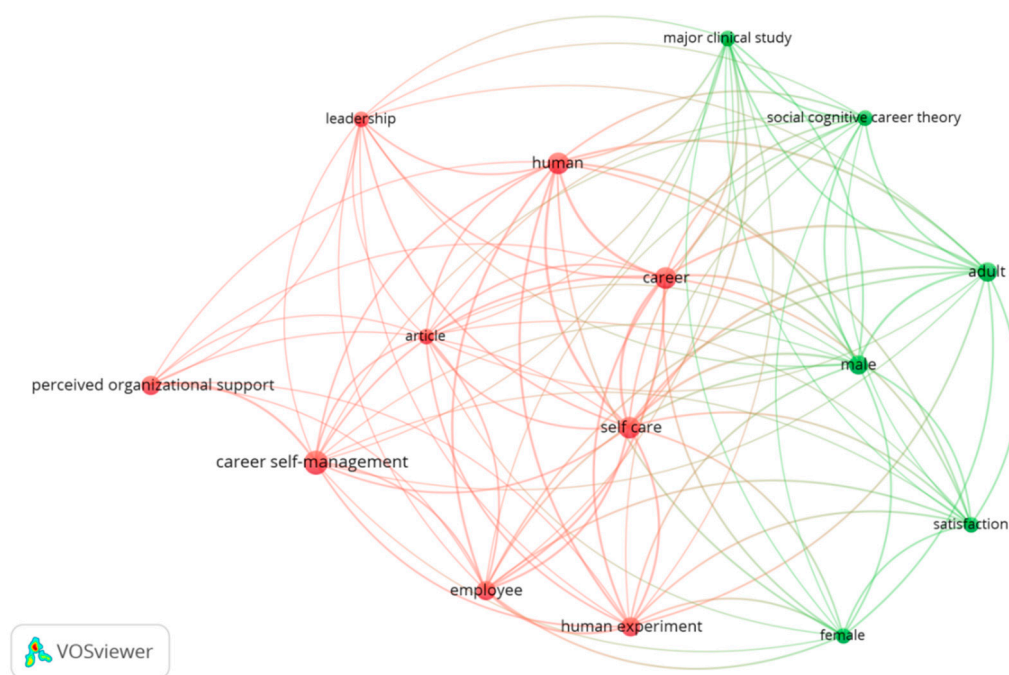 major clinical study
leadership
social cognitive career theory
human
adult
career
article
male
perceived organizational support
self care
career self-management
satisfaction
employee
human experiment
female
VOSviewer